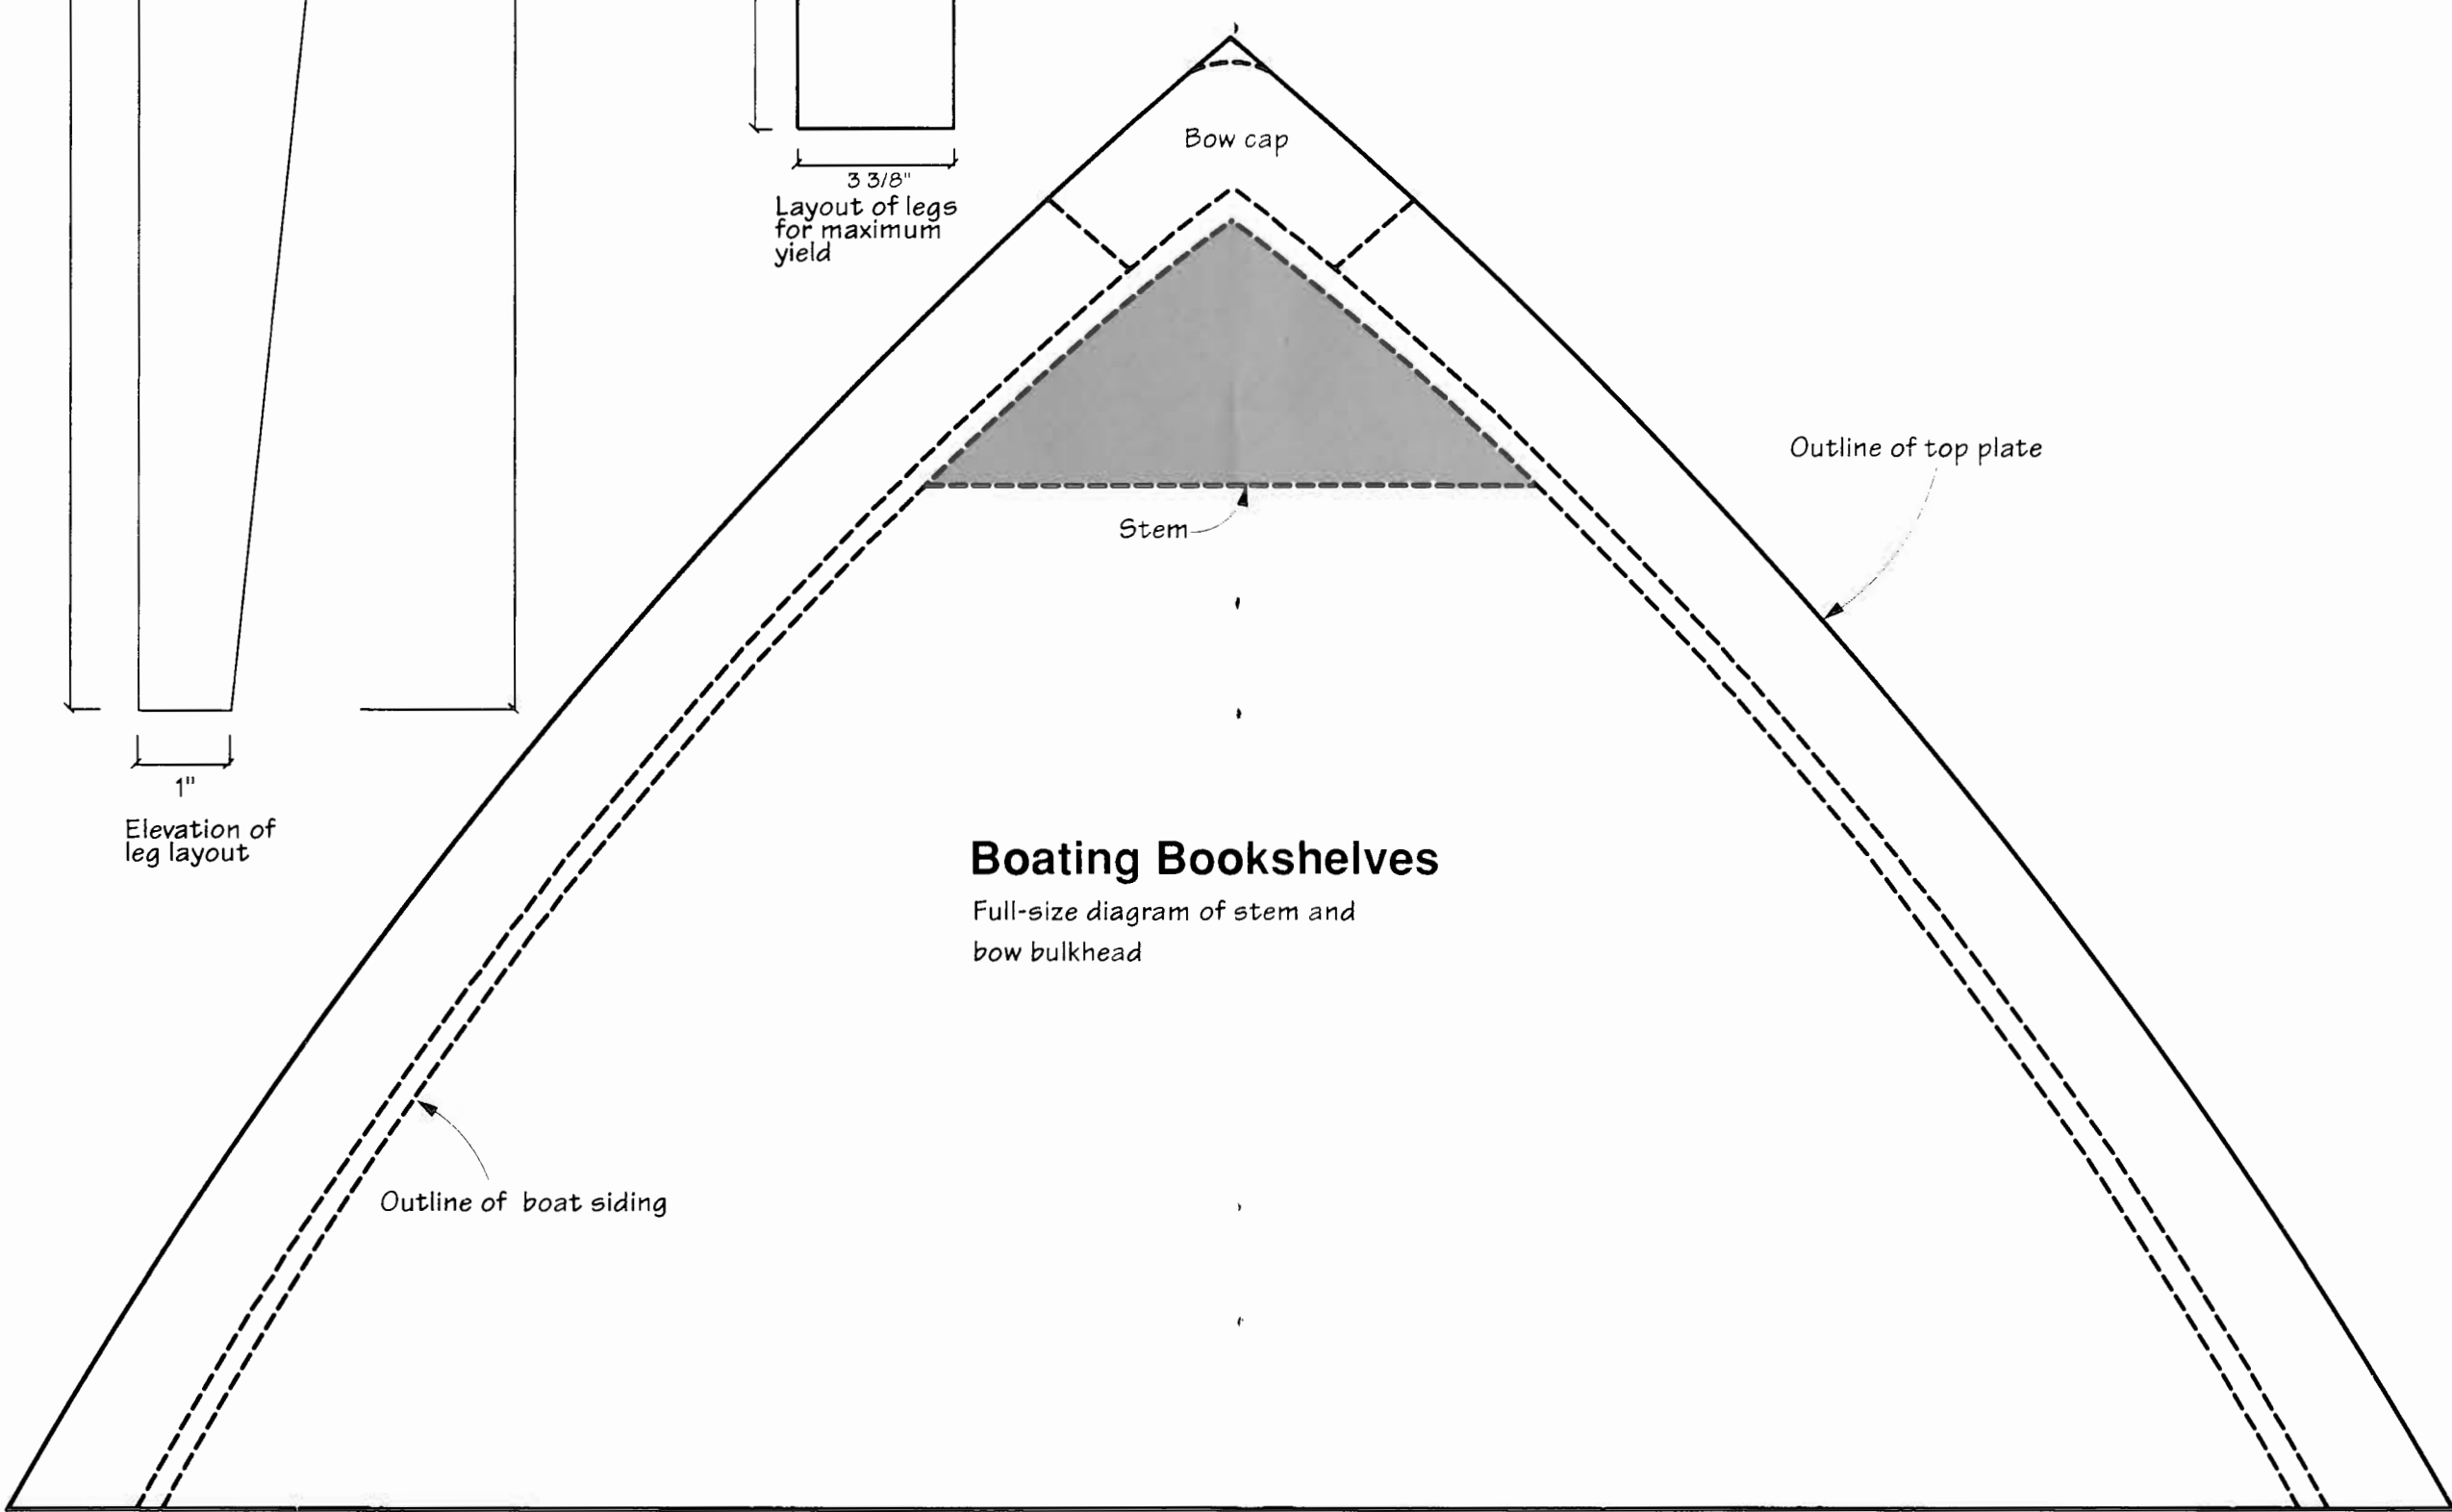 Bow cap
3 3/8"
Layout of legs
for maximum
yield
Outline of top plate
Stem
1"
Elevation of
leg layout
Boating Bookshelves
Full-size diagram of stem and
bow bulkhead
Outline of boat siding